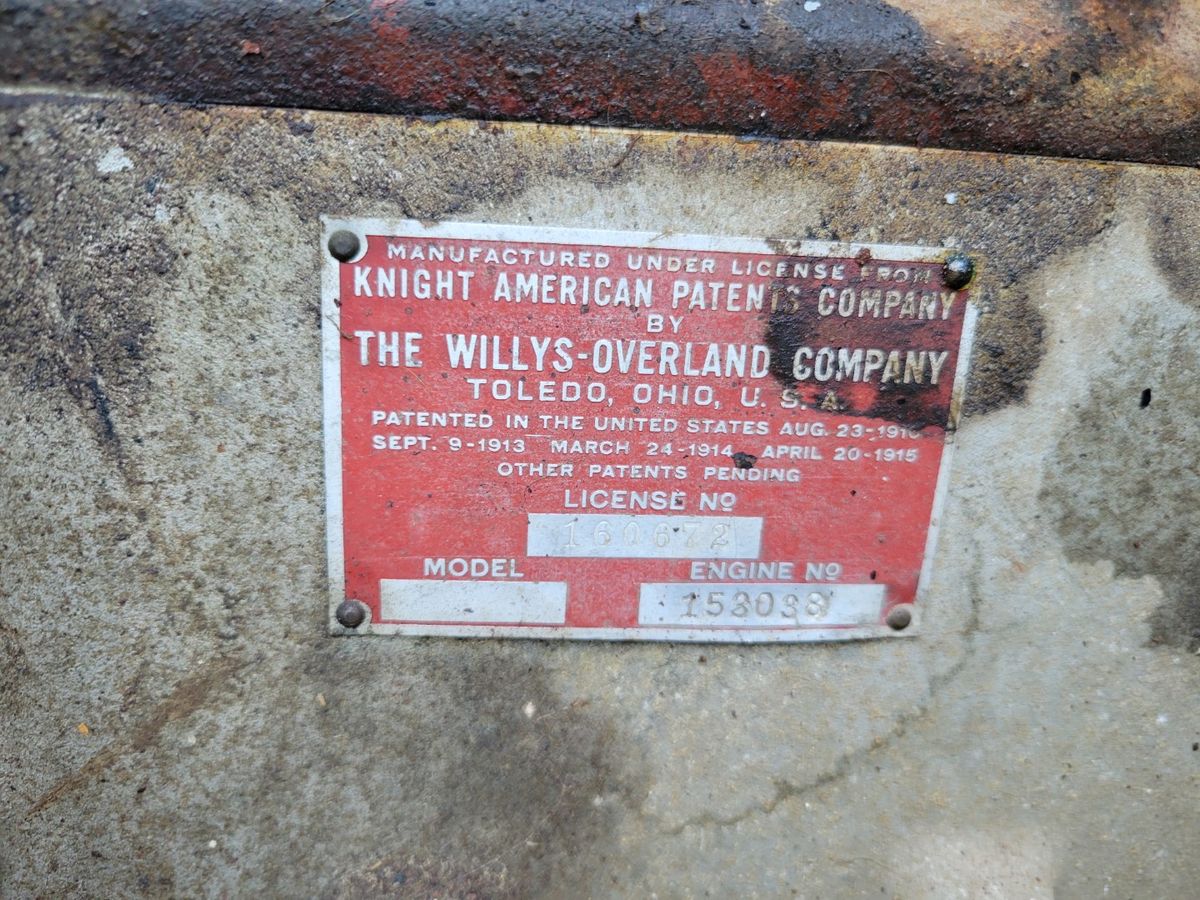 MANUFACTURED UNDER LICENSE FROM
KNIGHT AMERICAN PATENTS COMPANY
BY
THE WILLYS-OVERLAND COMPANY
TOLEDO, OHIO, U. S. A.
PATENTED IN THE UNITED STATES AUG. 23-1910
SEPT. 9-1913 MARCH 24-1914 APRIL 20-1915
OTHER PATENTS PENDING
LICENSE NO
160672
MODEL ENGINE NO
153038